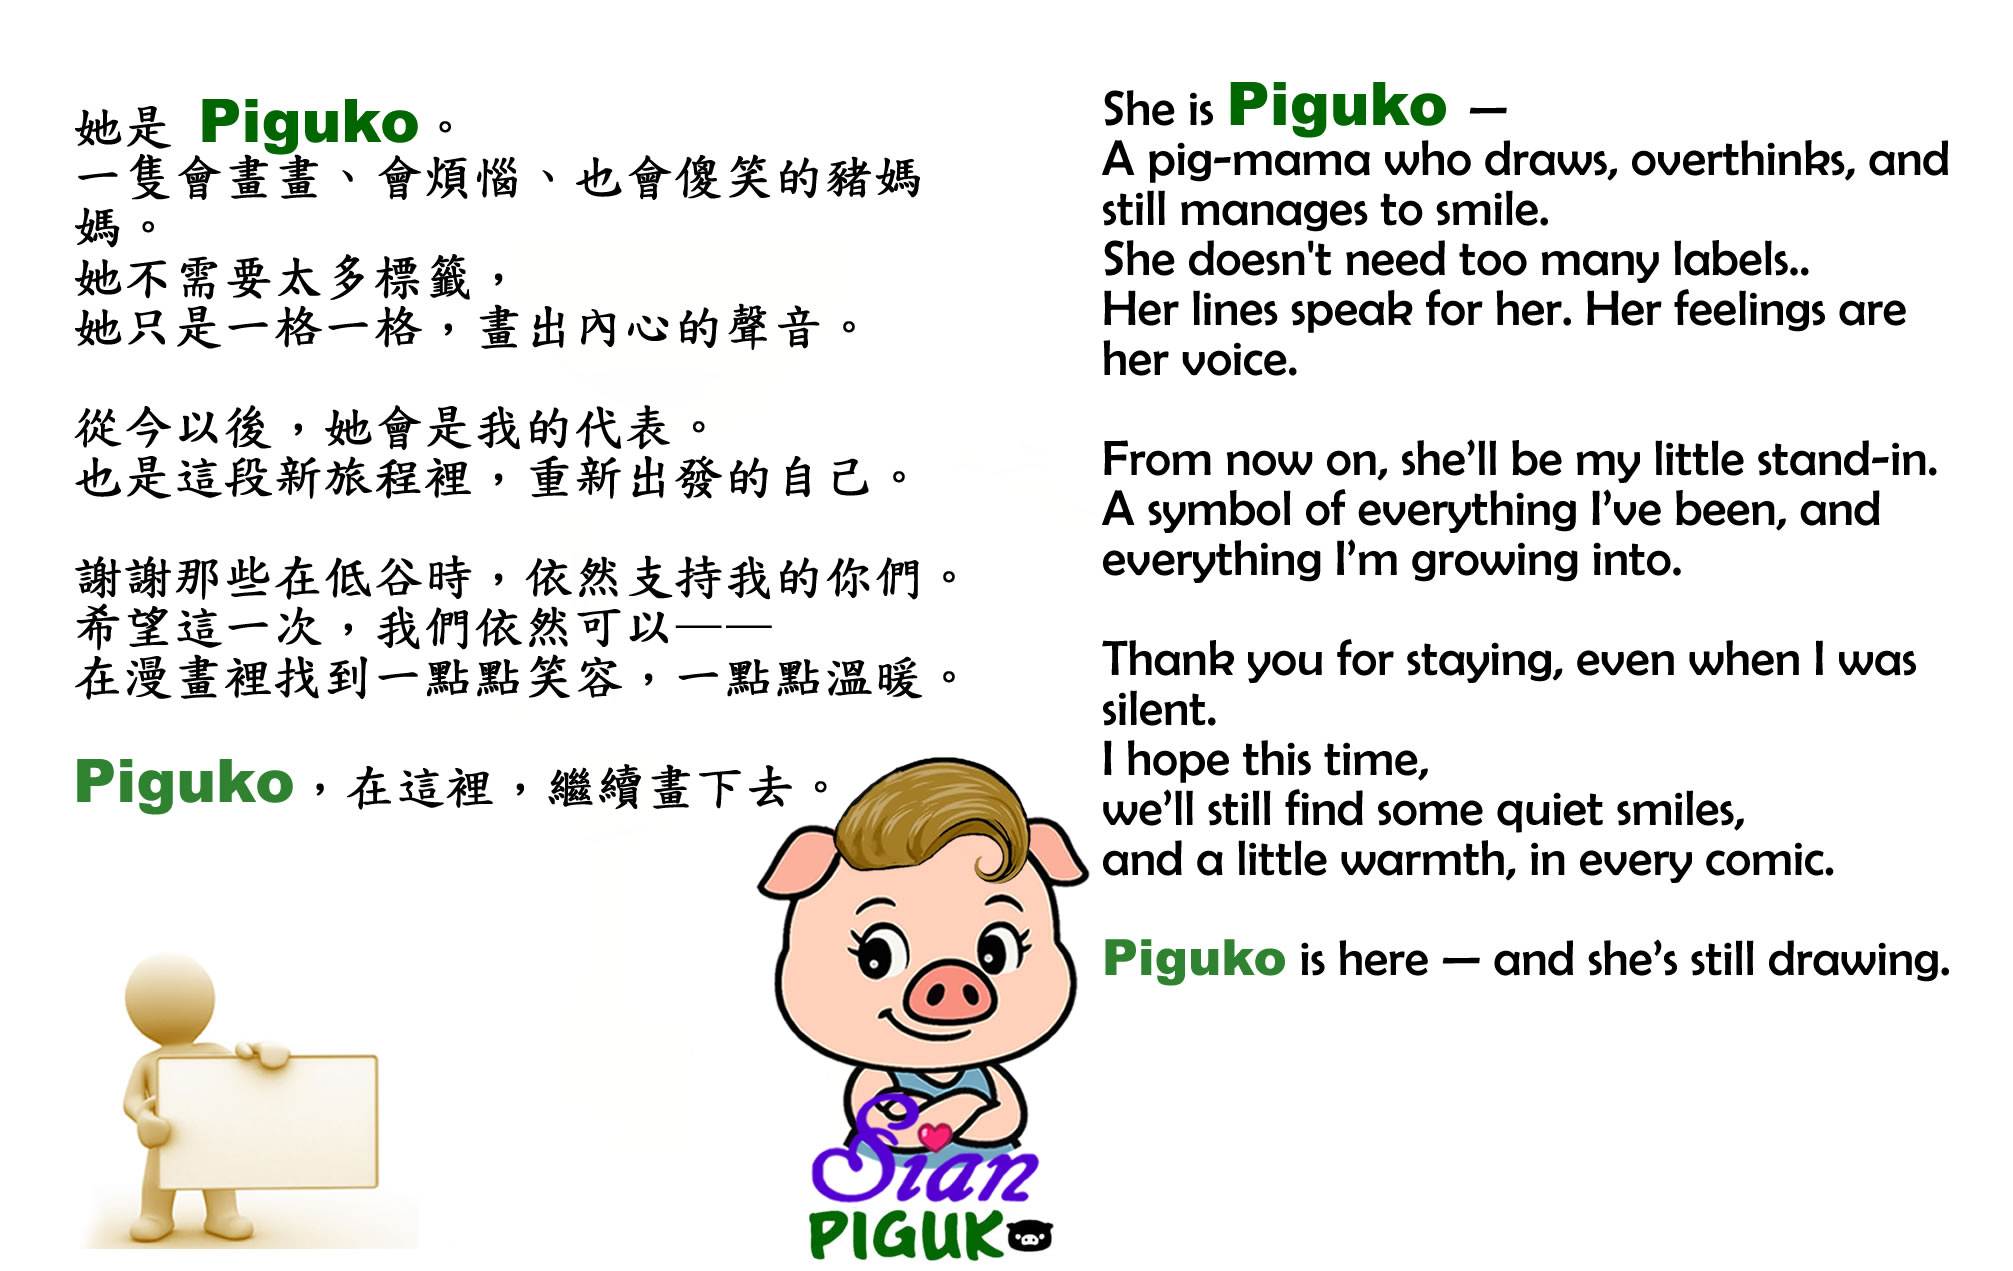 她是 Piguko。
一隻會畫畫、會煩惱、也會傻笑的豬媽
媽。
她不需要太多標籤，
她只是一格一格，畫出內心的聲音。
從今以後，她會是我的代表。
也是這段新旅程裡，重新出發的自己。
謝謝那些在低谷時，依然支持我的你們。
希望這一次，我們依然可以——
在漫畫裡找到一點點笑容，一點點溫暖。
Piguko，在這裡，繼續畫下去。
She is Piguko —
A pig-mama who draws, overthinks, and
still manages to smile.
She doesn't need too many labels..
Her lines speak for her. Her feelings are
her voice.
From now on, she’ll be my little stand-in.
A symbol of everything I’ve been, and
everything I’m growing into.
Thank you for staying, even when I was
silent.
I hope this time,
we’ll still find some quiet smiles,
and a little warmth, in every comic.
Piguko is here — and she’s still drawing.
Sian
PIGUK